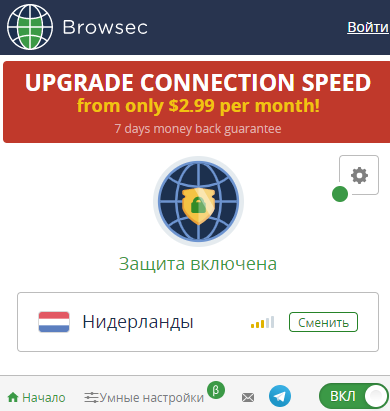 Browsec
Войти
UPGRADE CONNECTION SPEED
from only $2.99 per month!
7 days money back guarantee
Защита включена
Нидерланды
Сменить
Начало
Умные настройки
β
ВКЛ